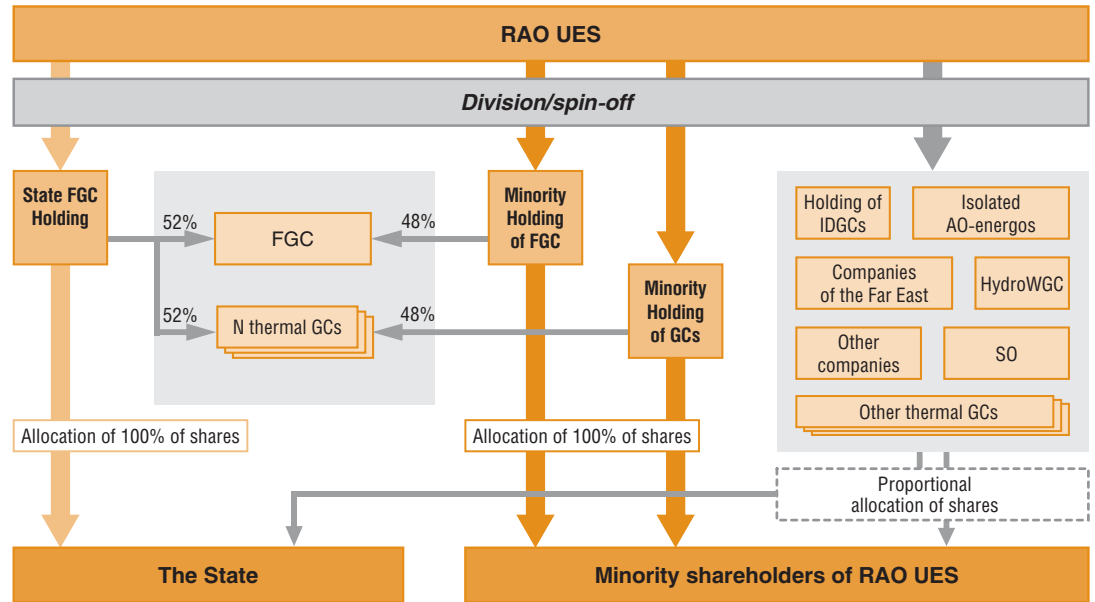 RAO UES
Division/spin-off
State FGC
Holding
52%
FGC
48%
Minority
Holding
of FGC
52%
N thermal GCs
48%
Minority
Holding
of GCs
Holding of
IDGCs
Isolated
AO-energos
Companies
of the Far East
HydroWGC
Other
companies
SO
Other thermal GCs
Allocation of 100% of shares
Allocation of 100% of shares
Proportional
allocation of shares
The State
Minority shareholders of RAO UES